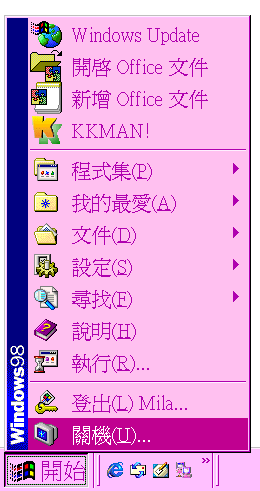 Windows Update
開啓 Office 文件
新增 Office 文件
KKMAN!
程式集(P)
我的最愛(A)
文件(D)
設定(S)
尋找(F)
說明(H)
執行(R)...
登出(L) Mila...
關機(U)...
Windows98
開始